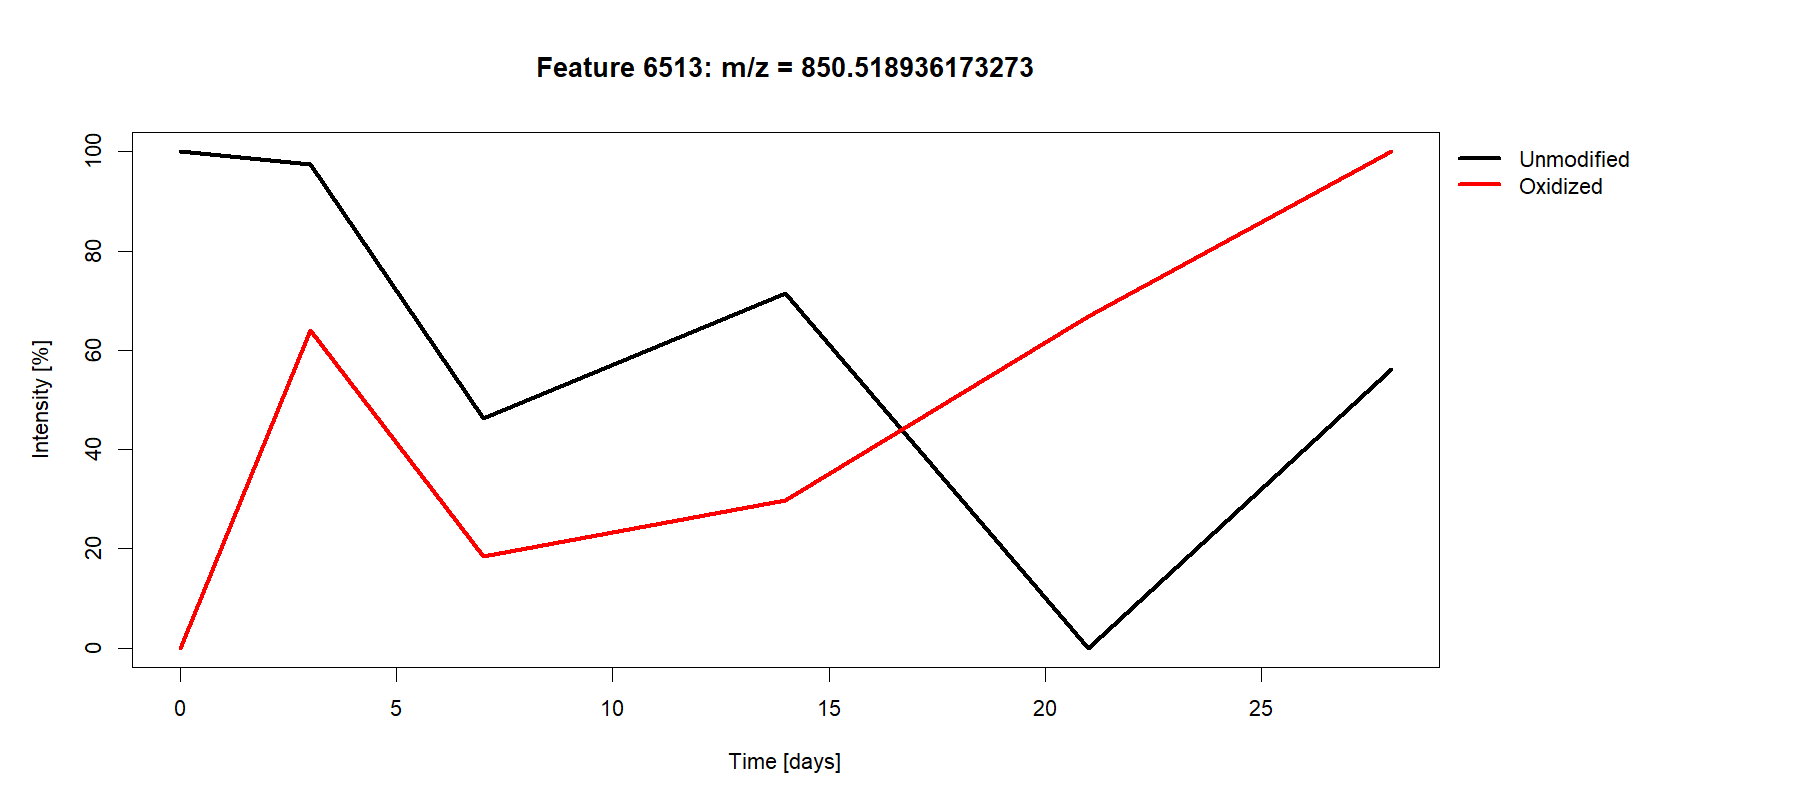 Feature 6513: m/z = 850.518936173273
Unmodified
Oxidized
Intensity [%]
100
80
60
40
20
0
0 5 10 15 20 25
Time [days]